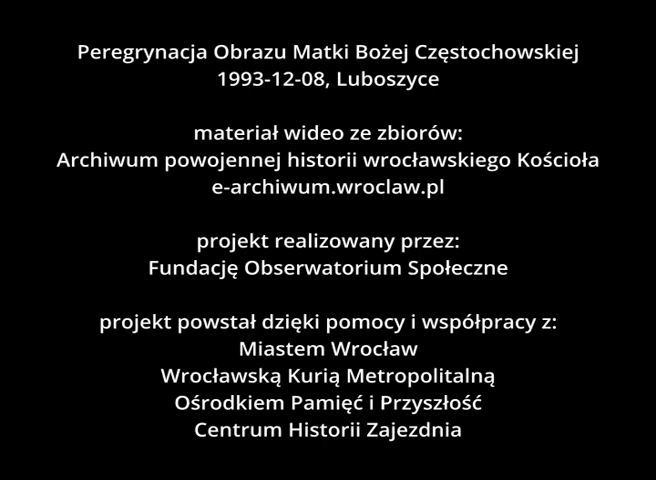 Peregrynacja Obrazu Matki Bożej Częstochowskiej
1993-12-08, Luboszyce
materiał wideo ze zbiorów:
Archiwum powojennej historii wrocławskiego Kościoła
e-archiwum.wroclaw.pl
projekt realizowany przez:
Fundację Obserwatorium Społeczne
projekt powstał dzięki pomocy i współpracy z:
Miastem Wrocław
Wrocławską Kurią Metropolitalną
Ośrodkiem Pamięć i Przyszłość
Centrum Historii Zajezdnia